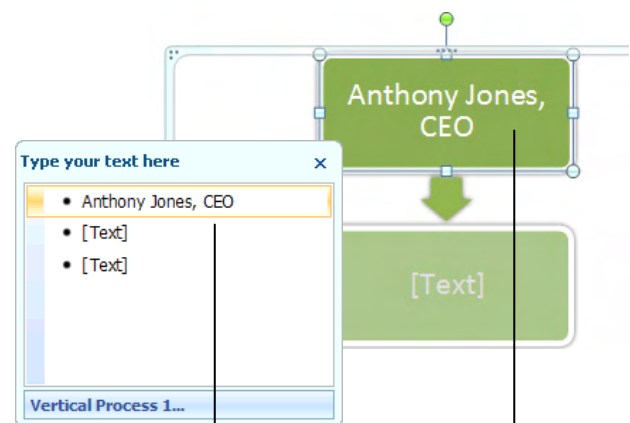 Anthony Jones,
CEO
Type your text here
• Anthony Jones, CEO
• [Text]
• [Text]
[Text]
Vertical Process 1...